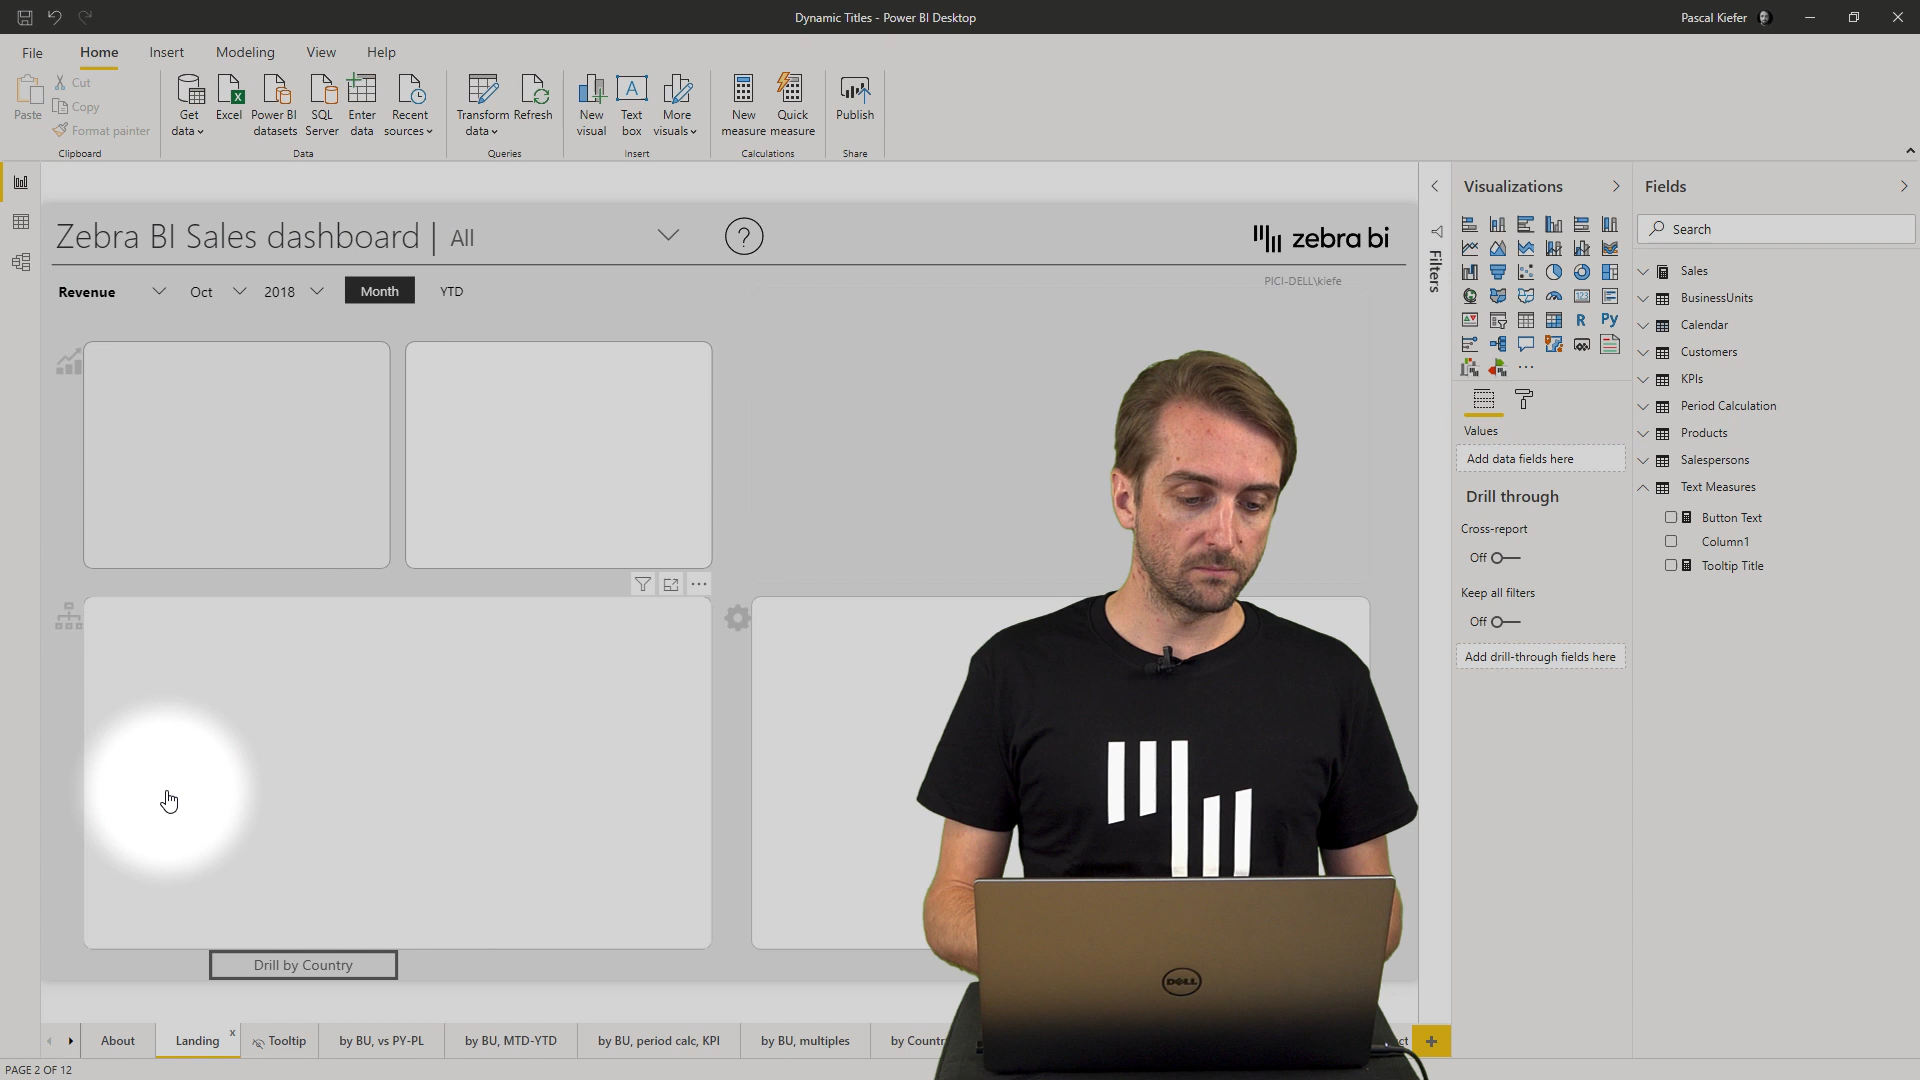 Dynamic Titles - Power BI Desktop
Pascal Kiefer
File
Home
Insert
Modeling
View
Help
Paste
Cut
Copy
Format painter
Clipboard
Get data
Excel
Power BI datasets
SQL Server
Enter data
Recent sources
Data
Transform data
Refresh
Queries
New visual
Text box
More visuals
Insert
New measure
Quick measure
Calculations
Publish
Share
Zebra BI Sales dashboard | All
?
zebra bi
PICI-DELL\kiefe
Revenue
Oct
2018
Month
YTD
Drill by Country
DELL
Filters
Visualizations
R
Py
123
Values
Add data fields here
Drill through
Cross-report
Off
Keep all filters
Off
Add drill-through fields here
Fields
Search
Sales
BusinessUnits
Calendar
Customers
KPIs
Period Calculation
Products
Salespersons
Text Measures
Button Text
Column1
Tooltip Title
About
Landing
x
Tooltip
by BU, vs PY-PL
by BU, MTD-YTD
by BU, period calc, KPI
by BU, multiples
by Countr
ct
+
PAGE 2 OF 12